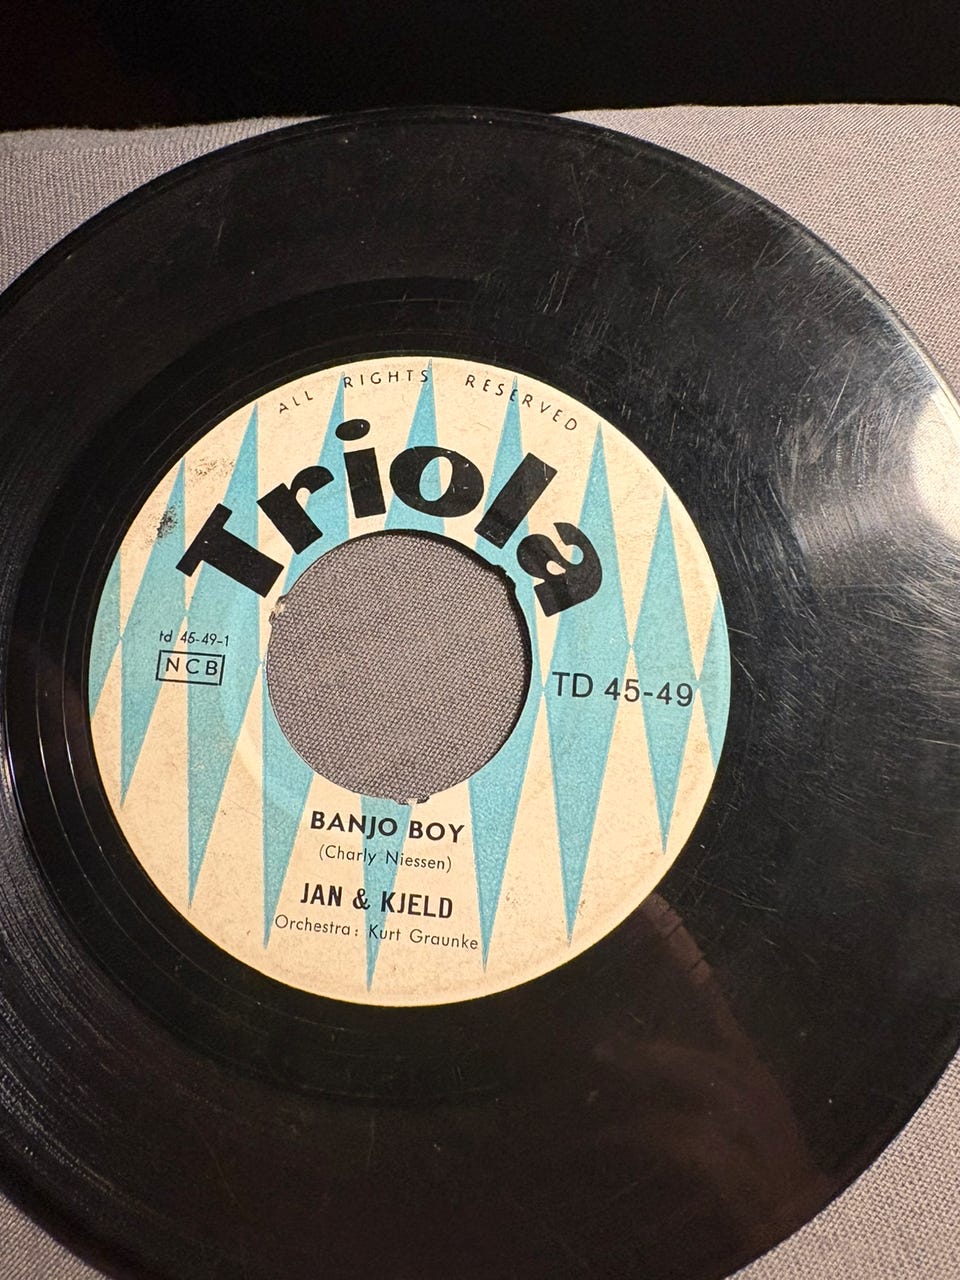 ALL RIGHTS RESERVED
Triola
td 45-49-1
NCB
TD 45-49
BANJO BOY
(Charly Niessen)
JAN & KJELD
Orchestra: Kurt Graunke